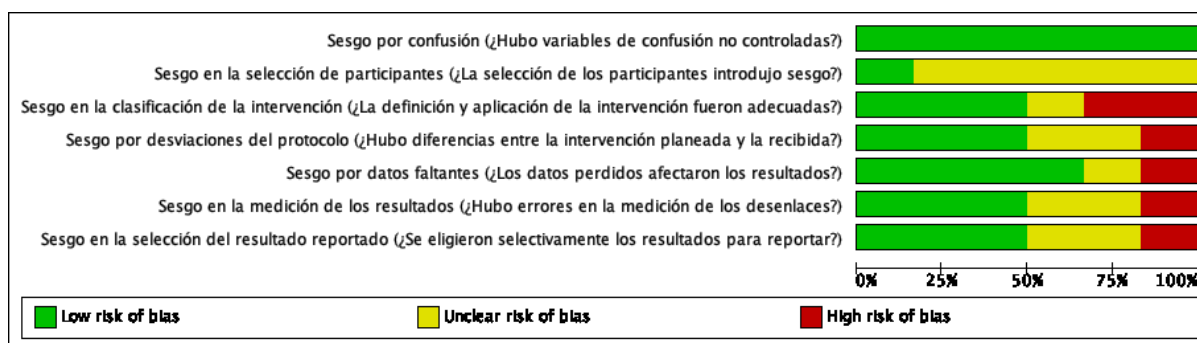 Sesgo por confusión (¿Hubo variables de confusión no controladas?)
Sesgo en la selección de participantes (¿La selección de los participantes introdujo sesgo?)
Sesgo en la clasificación de la intervención (¿La definición y aplicación de la intervención fueron adecuadas?)
Sesgo por desviaciones del protocolo (¿Hubo diferencias entre la intervención planeada y la recibida?)
Sesgo por datos faltantes (¿Los datos perdidos afectaron los resultados?)
Sesgo en la medición de los resultados (¿Hubo errores en la medición de los desenlaces?)
Sesgo en la selección del resultado reportado (¿Se eligieron selectivamente los resultados para reportar?)
0% 25% 50% 75% 100%
Low risk of bias Unclear risk of bias High risk of bias